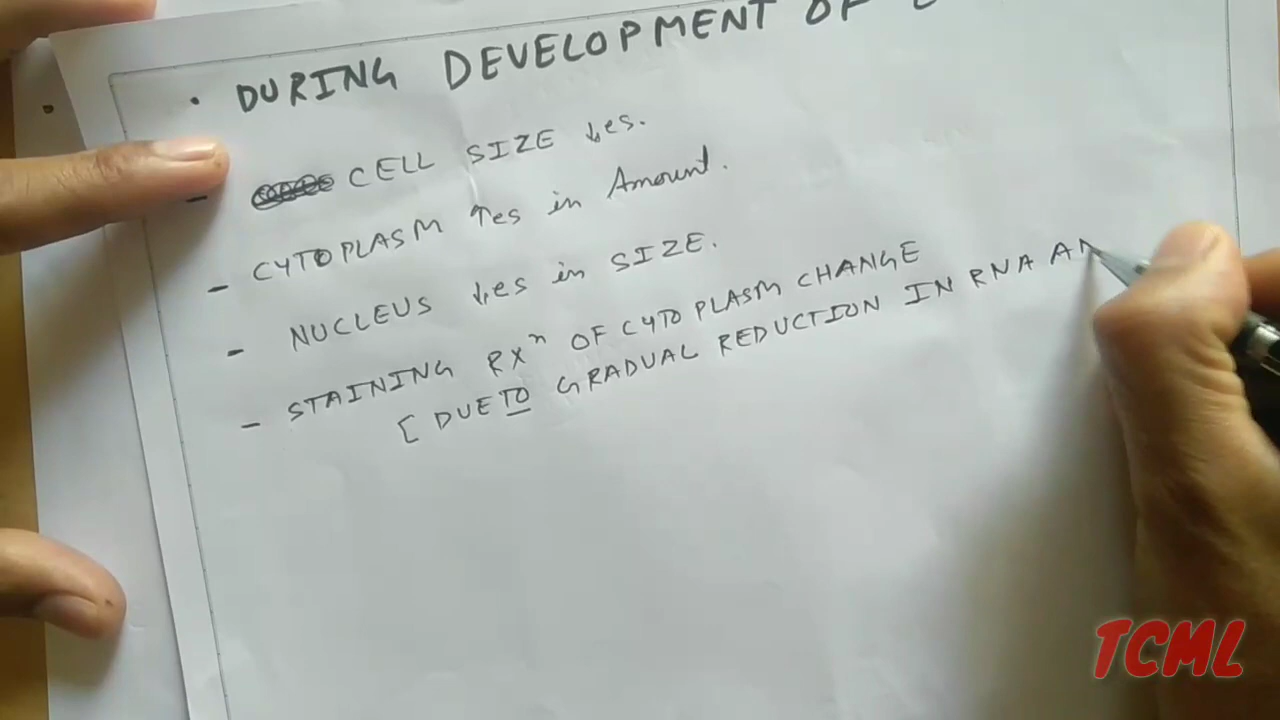 • DURING DEVELOPMENT OF
- CELL SIZE ↓es.
- CYTOPLASM ↑es in Amount.
- NUCLEUS ↓es in SIZE.
- STAINING RXⁿ OF CYTOPLASM CHANGE
[ DUE TO GRADUAL REDUCTION IN RNA AN
TCML